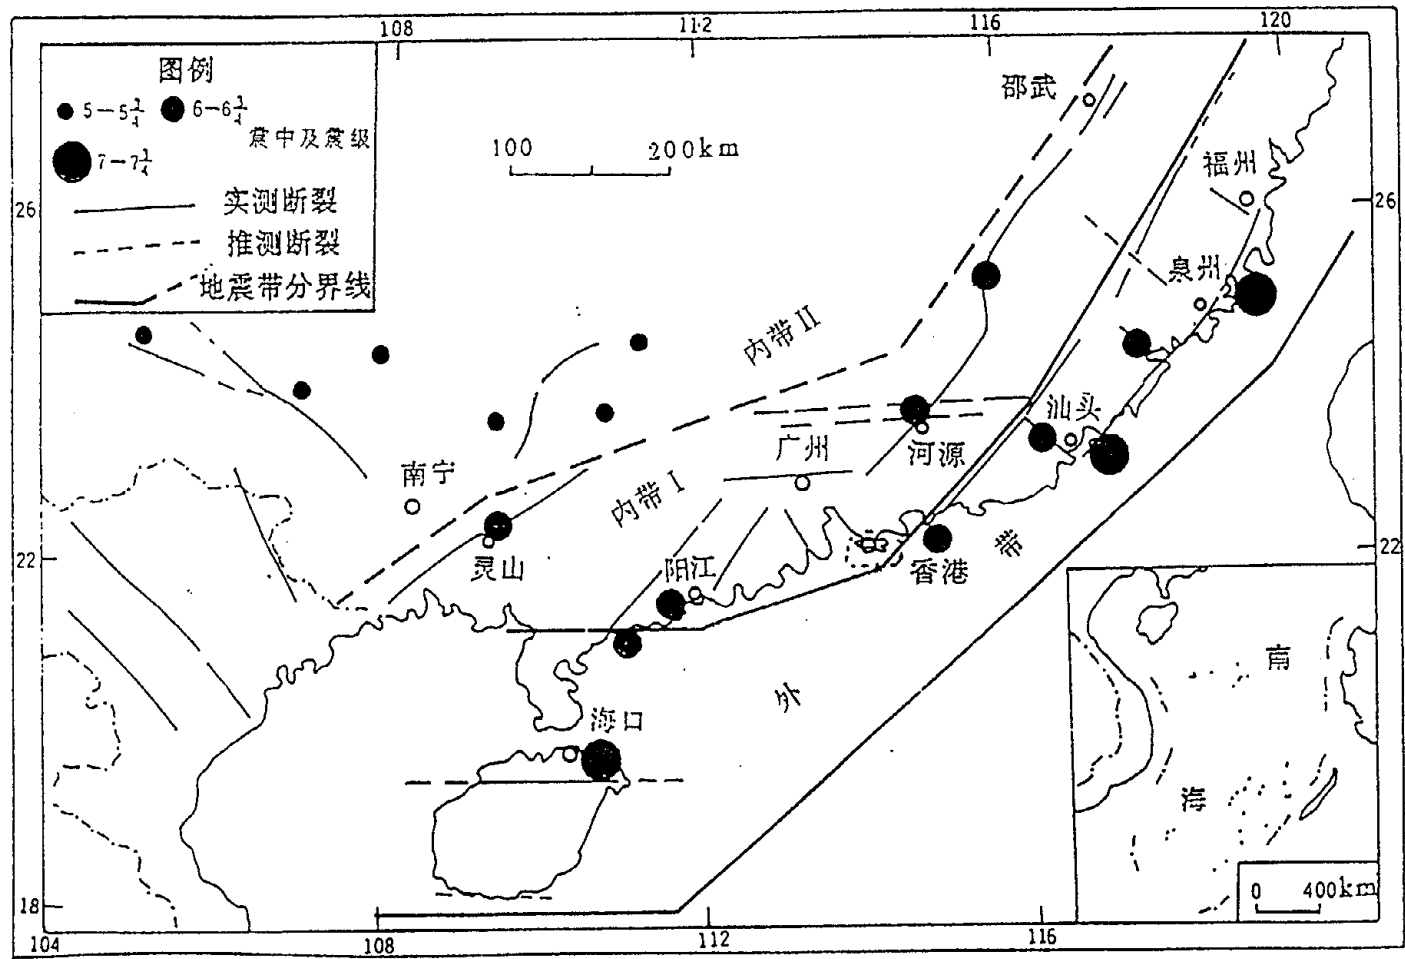 108
112
116
120
图例
5—5¾
6—6¾
震中及震级
7—7¾
实测断裂
推测断裂
地震带分界线
100 200km
邵武
福州
26
26
泉州
内带II
汕头
广州
河源
南宁
内带I
22
22
灵山
阳江
香港
带
外
海口
南
海
0 400km
18
104
108
112
116